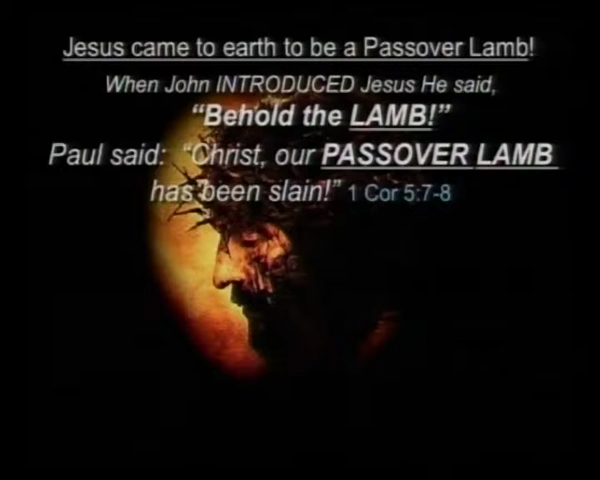 Jesus came to earth to be a Passover Lamb!
When John INTRODUCED Jesus He said,
“Behold the LAMB!”
Paul said:  “Christ, our PASSOVER LAMB
has been slain!” 1 Cor 5:7-8